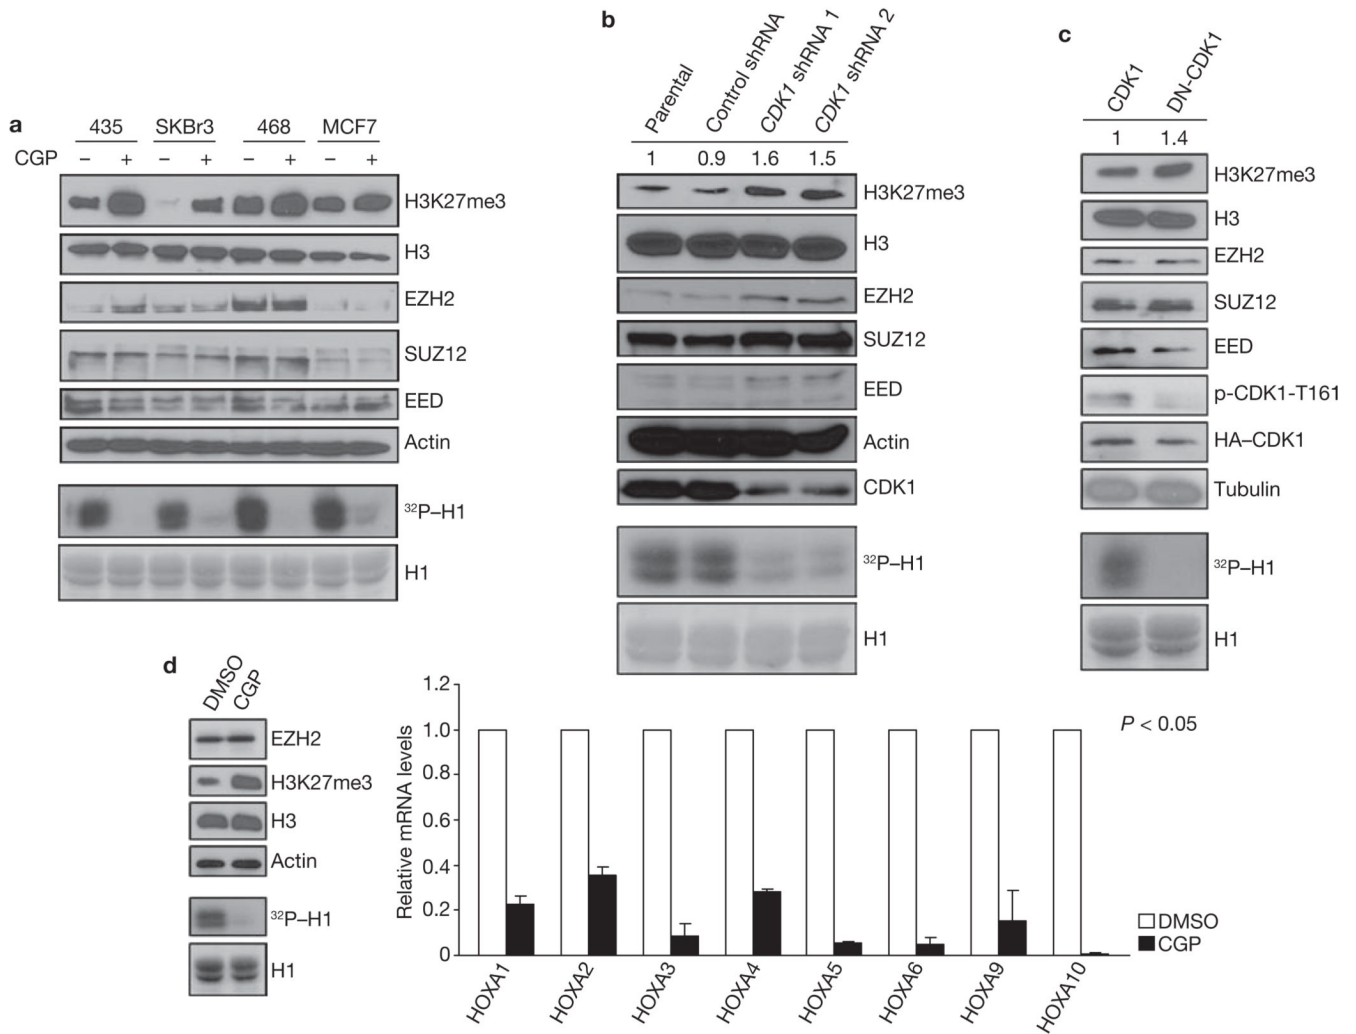 a
435 SKBr3 468 MCF7
CGP – + – + – + – +
H3K27me3
H3
EZH2
SUZ12
EED
Actin
³²P–H1
H1
b
Parental
Control shRNA
CDK1 shRNA 1
CDK1 shRNA 2
1 0.9 1.6 1.5
H3K27me3
H3
EZH2
SUZ12
EED
Actin
CDK1
³²P–H1
H1
c
CDK1
DN-CDK1
1 1.4
H3K27me3
H3
EZH2
SUZ12
EED
p-CDK1-T161
HA–CDK1
Tubulin
³²P–H1
H1
d
DMSO
CGP
EZH2
H3K27me3
H3
Actin
³²P–H1
H1
Relative mRNA levels
1.2
1.0
0.8
0.6
0.4
0.2
0
P < 0.05
DMSO
CGP
HOXA1
HOXA2
HOXA3
HOXA4
HOXA5
HOXA6
HOXA9
HOXA10